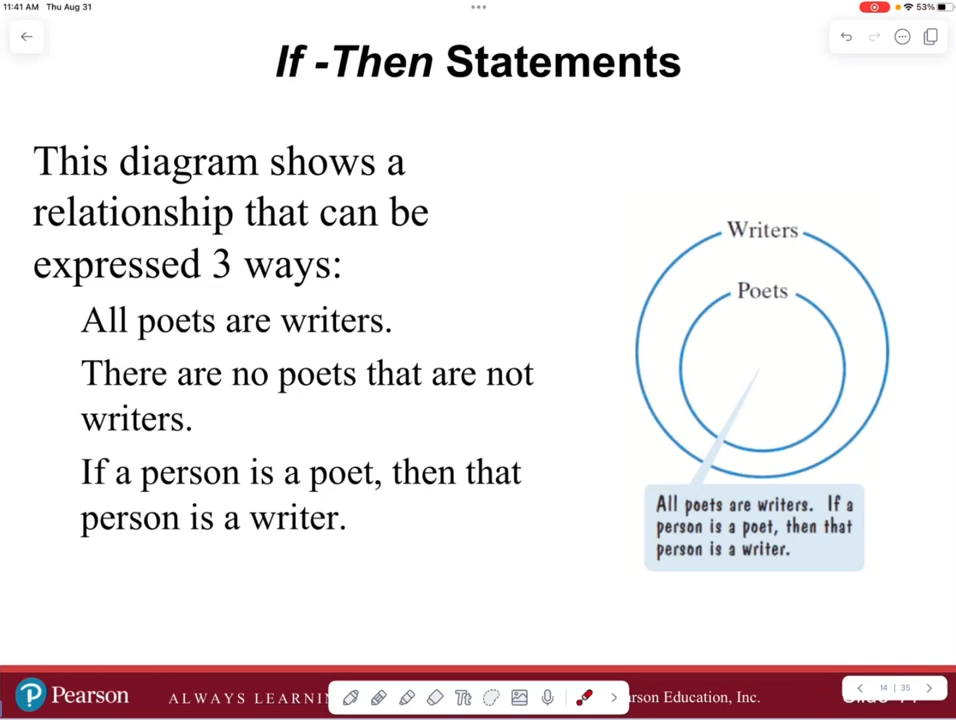 11:41 AM Thu Aug 31
53%
If -Then Statements
This diagram shows a
relationship that can be
expressed 3 ways:
All poets are writers.
There are no poets that are not
writers.
If a person is a poet, then that
person is a writer.
Writers
Poets
All poets are writers. If a
person is a poet, then that
person is a writer.
Pearson
ALWAYS
Tt
Education, Inc.
14 | 35